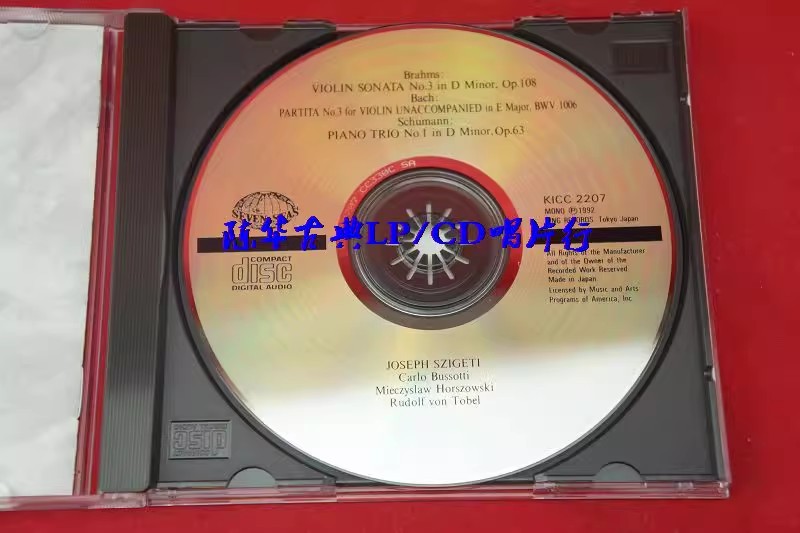 Brahms:
VIOLIN SONATA No.3 in D Minor, Op.108
Bach:
PARTITA No.3 for VIOLIN UNACCOMPANIED in E Major, BWV 1006
Schumann:
PIANO TRIO No.1 in D Minor, Op.63
KICC 2207
MONO Ⓟ1992
RECORDS Tokyo Japan
陈华古典LP/CD唱片行
COMPACT
disc
DIGITAL AUDIO
All Rights of the Manufacturer
and of the Owner of the
Recorded Work Reserved
Made in Japan
Licensed by Music and Arts
Programs of America, Inc.
JOSEPH SZIGETI
Carlo Bussotti
Mieczyslaw Horszowski
Rudolf von Tobel